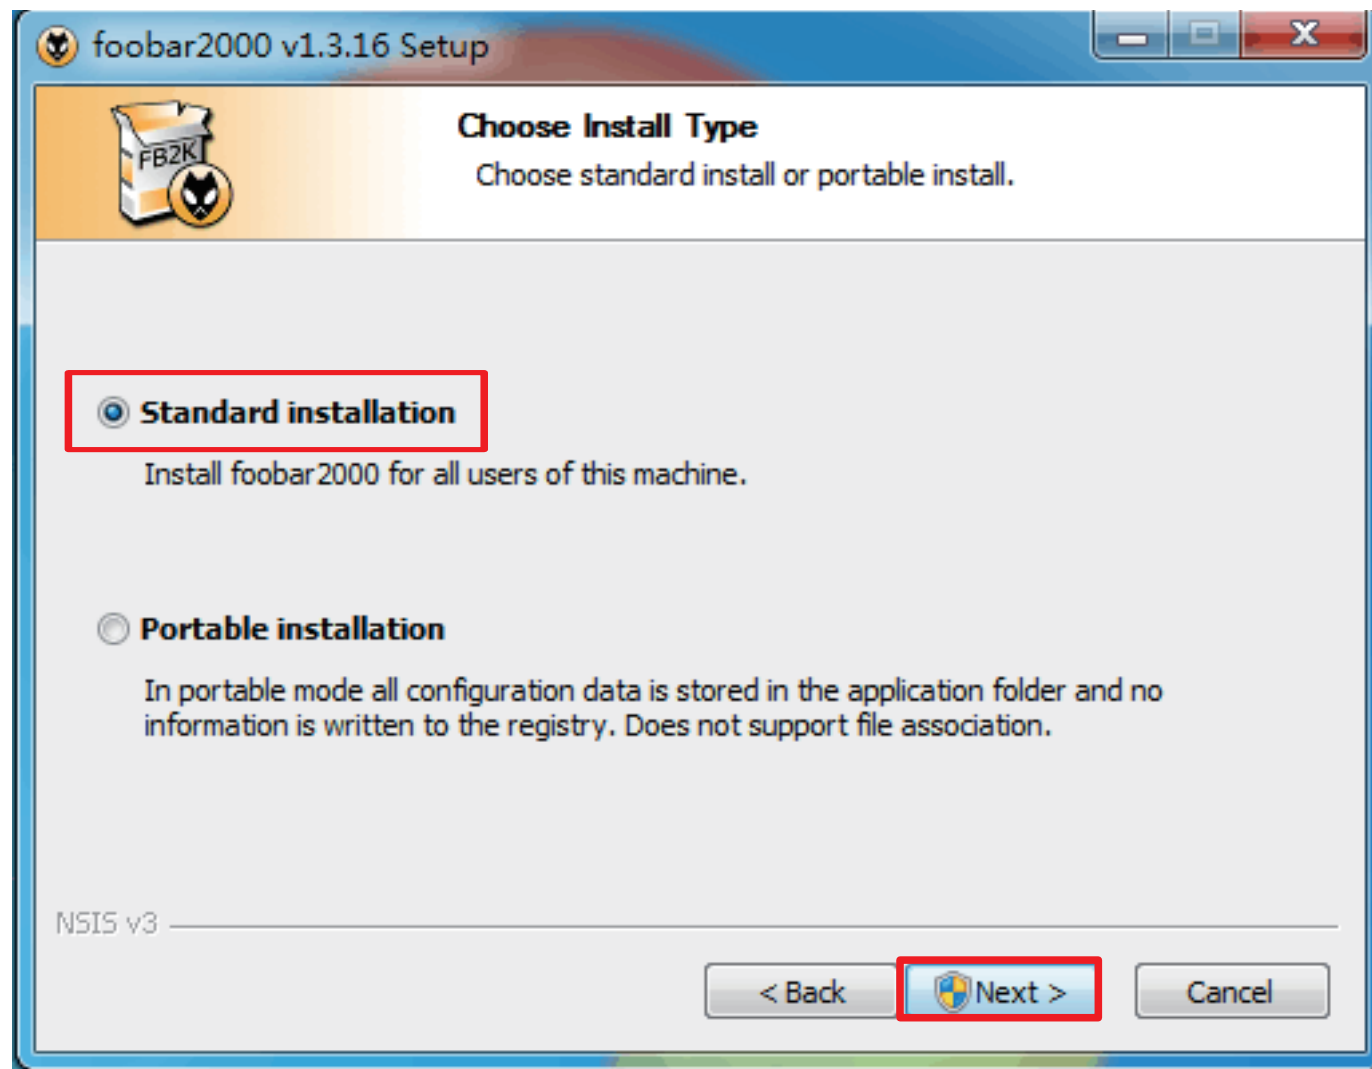 foobar2000 v1.3.16 Setup
FB2K
Choose Install Type
Choose standard install or portable install.
Standard installation
Install foobar2000 for all users of this machine.
Portable installation
In portable mode all configuration data is stored in the application folder and no
information is written to the registry. Does not support file association.
NSIS v3
< Back Next > Cancel